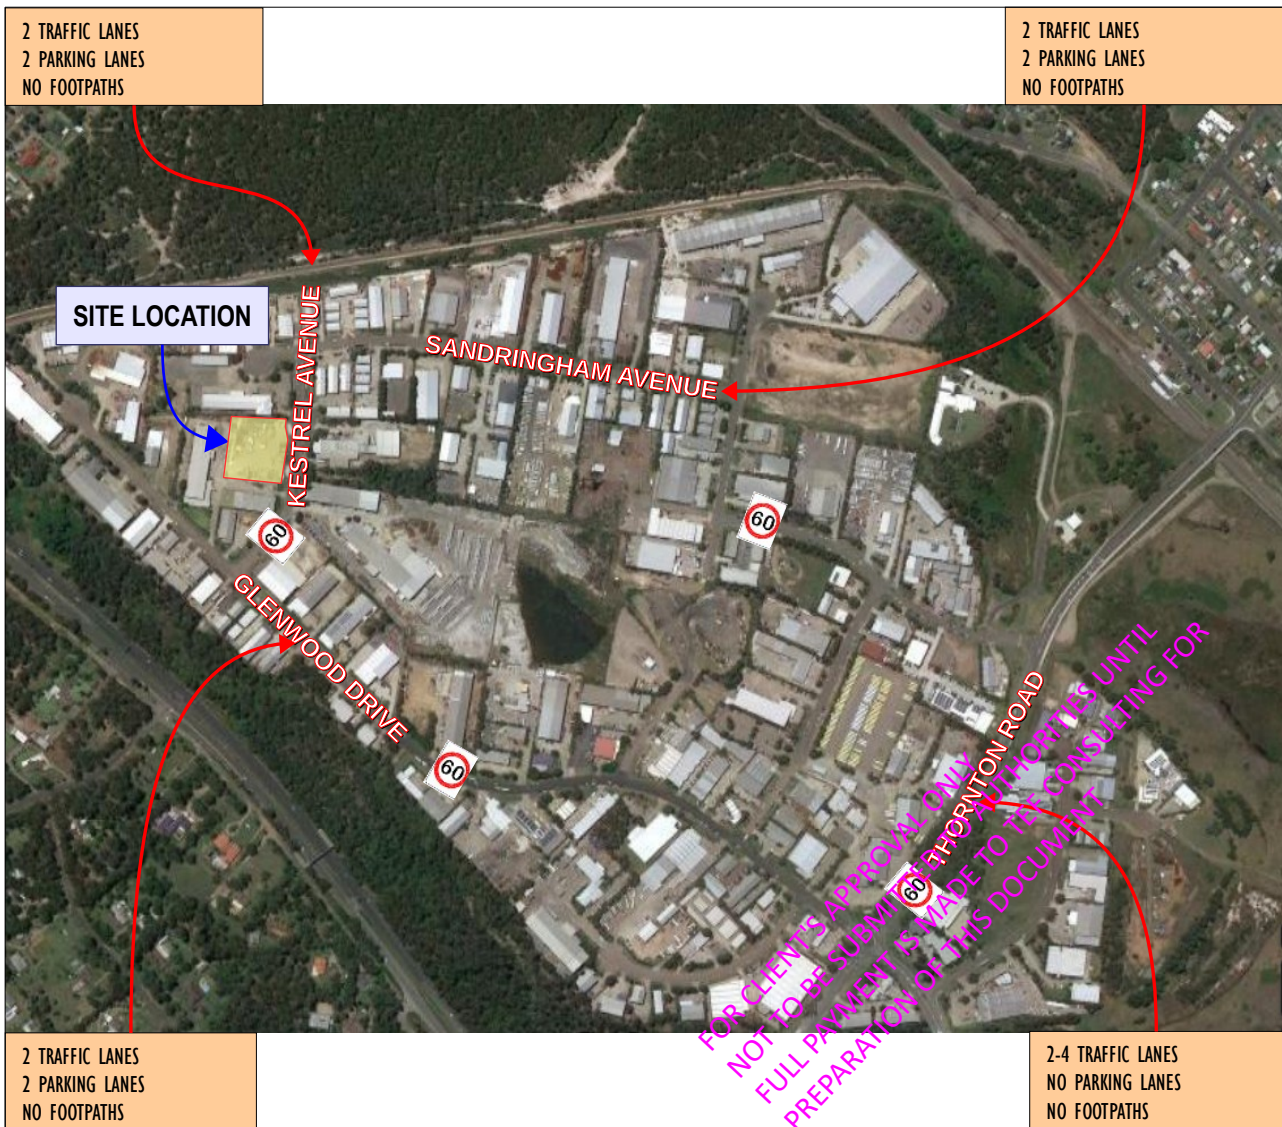 2 TRAFFIC LANES
2 PARKING LANES
NO FOOTPATHS
2 TRAFFIC LANES
2 PARKING LANES
NO FOOTPATHS
SITE LOCATION
KESTREL AVENUE
SANDRINGHAM AVENUE
60
60
GLENWOOD DRIVE
60
THORNTON ROAD
60
FOR CLIENT'S APPROVAL ONLY
NOT TO BE SUBMITTED TO AUTHORITIES UNTIL
FULL PAYMENT IS MADE TO TEF CONSULTING FOR
PREPARATION OF THIS DOCUMENT
2 TRAFFIC LANES
2 PARKING LANES
NO FOOTPATHS
2-4 TRAFFIC LANES
NO PARKING LANES
NO FOOTPATHS